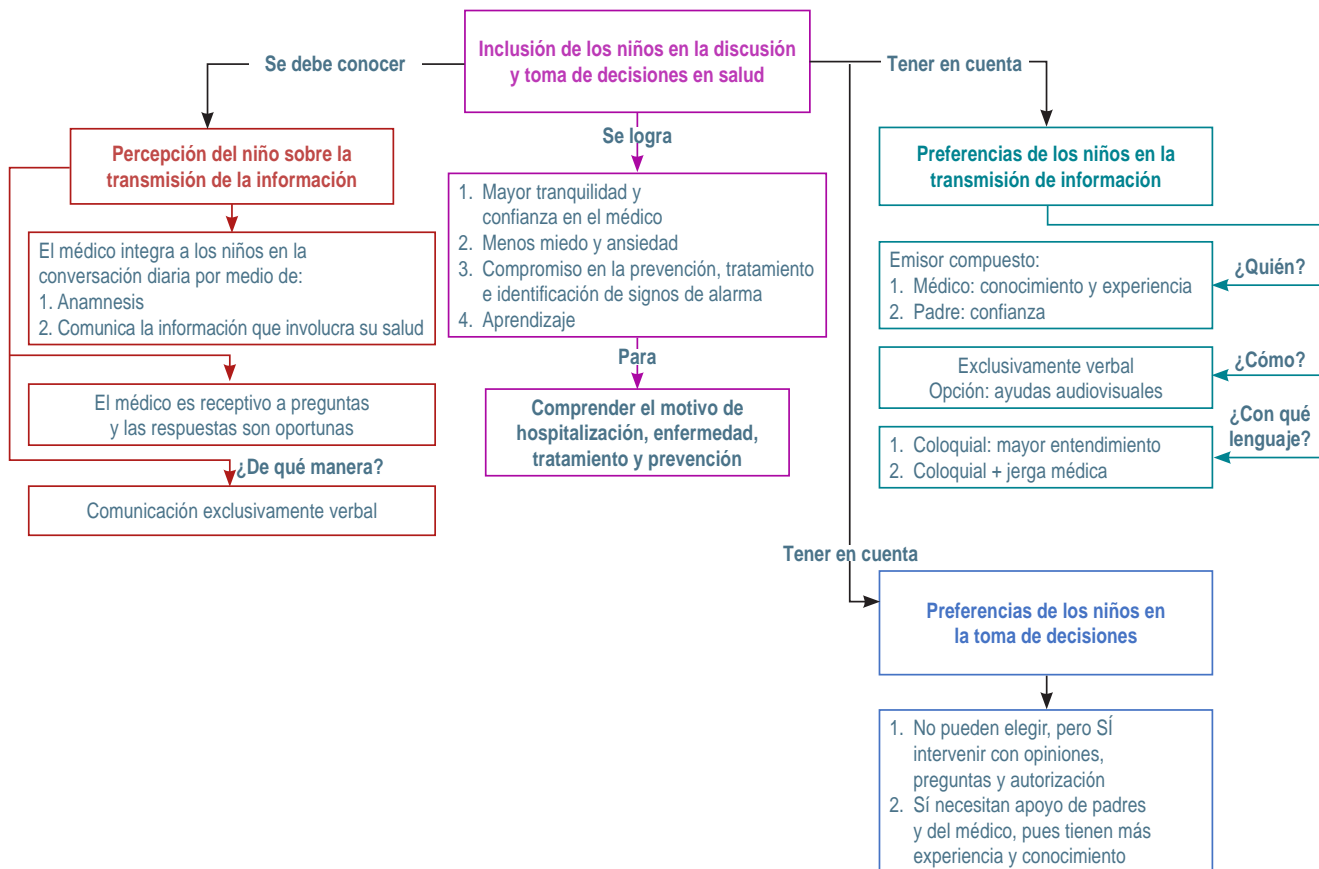 Inclusión de los niños en la discusión
y toma de decisiones en salud
Se debe conocer
Tener en cuenta
Percepción del niño sobre la
transmisión de la información
El médico integra a los niños en la
conversación diaria por medio de:
1. Anamnesis
2. Comunica la información que involucra su salud
El médico es receptivo a preguntas
y las respuestas son oportunas
¿De qué manera?
Comunicación exclusivamente verbal
Se logra
1. Mayor tranquilidad y
confianza en el médico
2. Menos miedo y ansiedad
3. Compromiso en la prevención, tratamiento
e identificación de signos de alarma
4. Aprendizaje
Para
Comprender el motivo de
hospitalización, enfermedad,
tratamiento y prevención
Preferencias de los niños en la
transmisión de información
¿Quién?
Emisor compuesto:
1. Médico: conocimiento y experiencia
2. Padre: confianza
¿Cómo?
Exclusivamente verbal
Opción: ayudas audiovisuales
¿Con qué
lenguaje?
1. Coloquial: mayor entendimiento
2. Coloquial + jerga médica
Tener en cuenta
Preferencias de los niños en
la toma de decisiones
1. No pueden elegir, pero SÍ
intervenir con opiniones,
preguntas y autorización
2. Sí necesitan apoyo de padres
y del médico, pues tienen más
experiencia y conocimiento